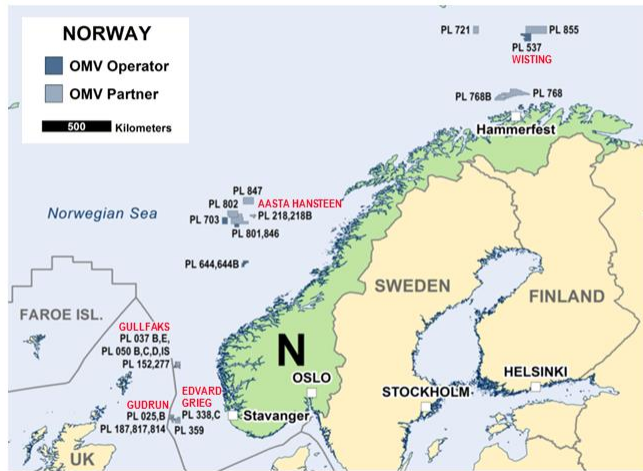 NORWAY
OMV Operator
OMV Partner
500 Kilometers
PL 721
PL 855
PL 537
WISTING
PL 768B
PL 768
Hammerfest
PL 847
PL 802
AASTA HANSTEEN
PL 703
PL 218,218B
PL 801,846
Norwegian Sea
PL 644,644B
SWEDEN
FINLAND
FAROE ISL.
GULLFAKS
PL 037 B,E,
PL 050 B,C,D,IS
PL 152,277
N
OSLO
HELSINKI
STOCKHOLM
EDVARD
GRIEG
GUDRUN
PL 025,B
PL 338,C
Stavanger
PL 187,817,814
PL 359
UK